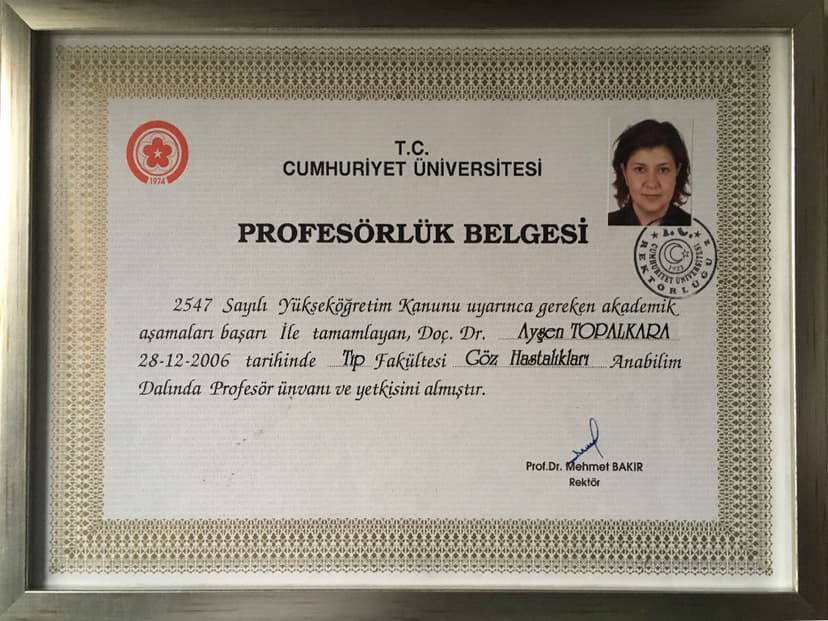 1974
T.C.
CUMHURİYET ÜNİVERSİTESİ
PROFESÖRLÜK BELGESİ
T.C.
CUMHURİYET ÜNİVERSİTESİ
REKTÖRLÜĞÜ
2547 Sayılı Yükseköğretim Kanunu uyarınca gereken akademik
aşamaları başarı İle tamamlayan, Doç. Dr. Ayşen TOPALKARA
28-12-2006 tarihinde Tıp Fakültesi Göz Hastalıkları Anabilim
Dalında Profesör ünvanı ve yetkisini almıştır.
Prof.Dr. Mehmet BAKIR
Rektör